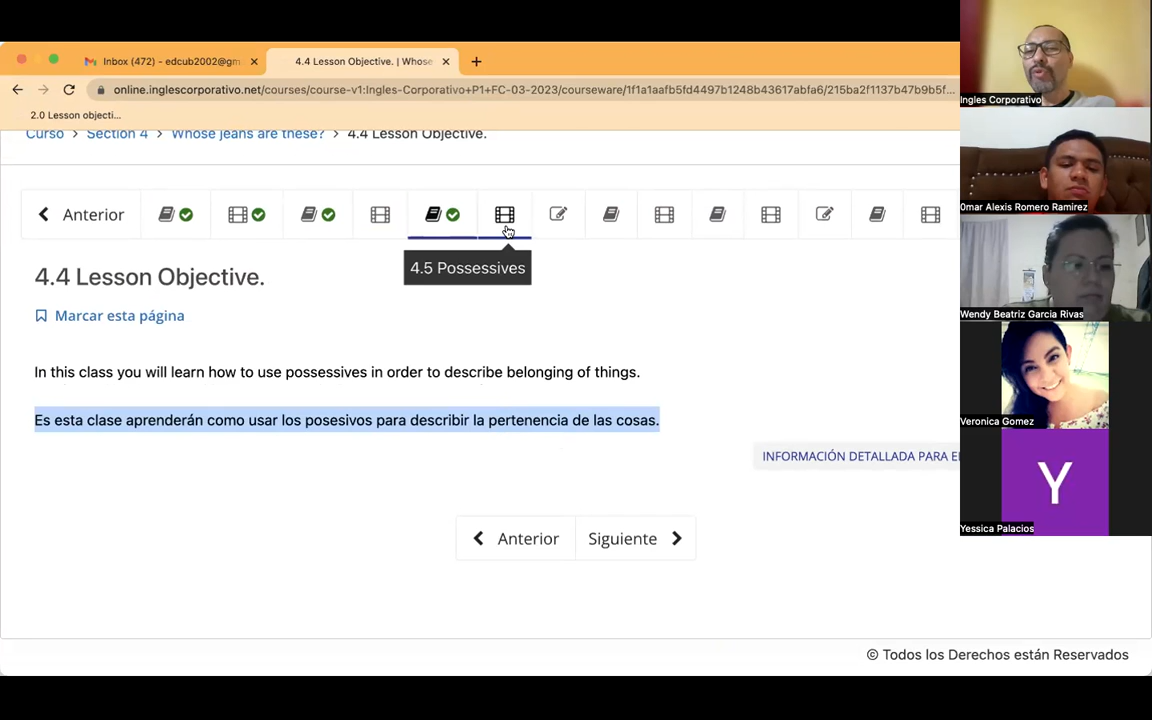 Inbox (472) - edcub2002@gm
4.4 Lesson Objective. | Whose
online.inglescorporativo.net/courses/course-v1:Ingles-Corporativo+P1+FC-03-2023/courseware/1f1a1aafb5fd4497b1248b43617abfa6/215ba2f1137b47b9b5f...
2.0 Lesson objecti...
Curso > Section 4 > Whose jeans are these? > 4.4 Lesson Objective.
Anterior
4.5 Possessives
4.4 Lesson Objective.
Marcar esta página
In this class you will learn how to use possessives in order to describe belonging of things.
Es esta clase aprenderán como usar los posesivos para describir la pertenencia de las cosas.
INFORMACIÓN DETALLADA PARA E
Anterior
Siguiente
© Todos los Derechos están Reservados
Ingles Corporativo
Omar Alexis Romero Ramirez
Wendy Beatriz Garcia Rivas
Veronica Gomez
Y
Yessica Palacios